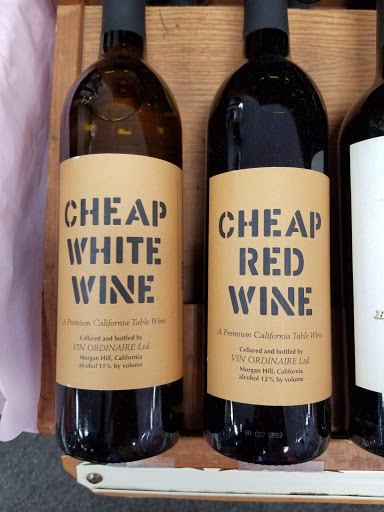 CHEAP
WHITE
WINE
A Premium California Table Wine
Cellared and bottled by
VIN ORDINAIRE Ltd.
Morgan Hill, California
alcohol 11% by volume
CHEAP
RED
WINE
A Premium California Table Wine
Cellared and bottled by
VIN ORDINAIRE Ltd.
Morgan Hill, California
alcohol 12% by volume